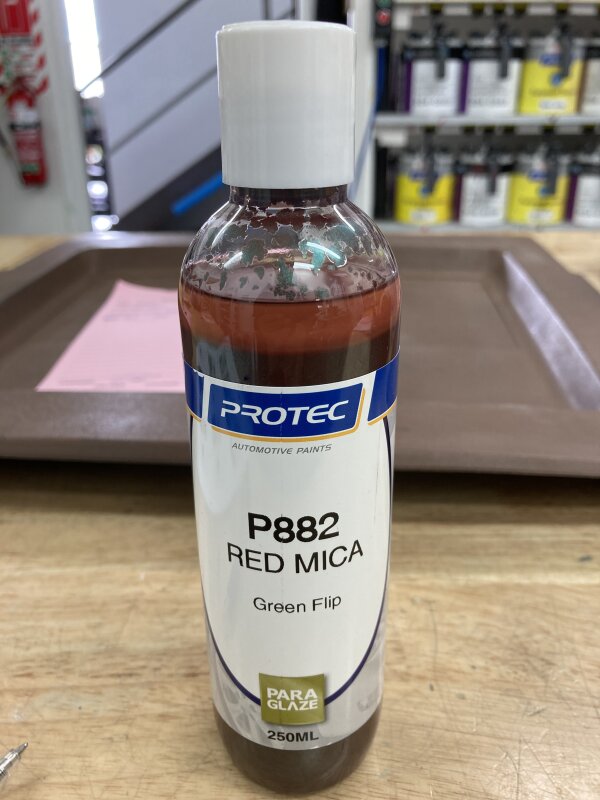 PROTEC
AUTOMOTIVE PAINTS
P882
RED MICA
Green Flip
PARA
GLAZE
250ML